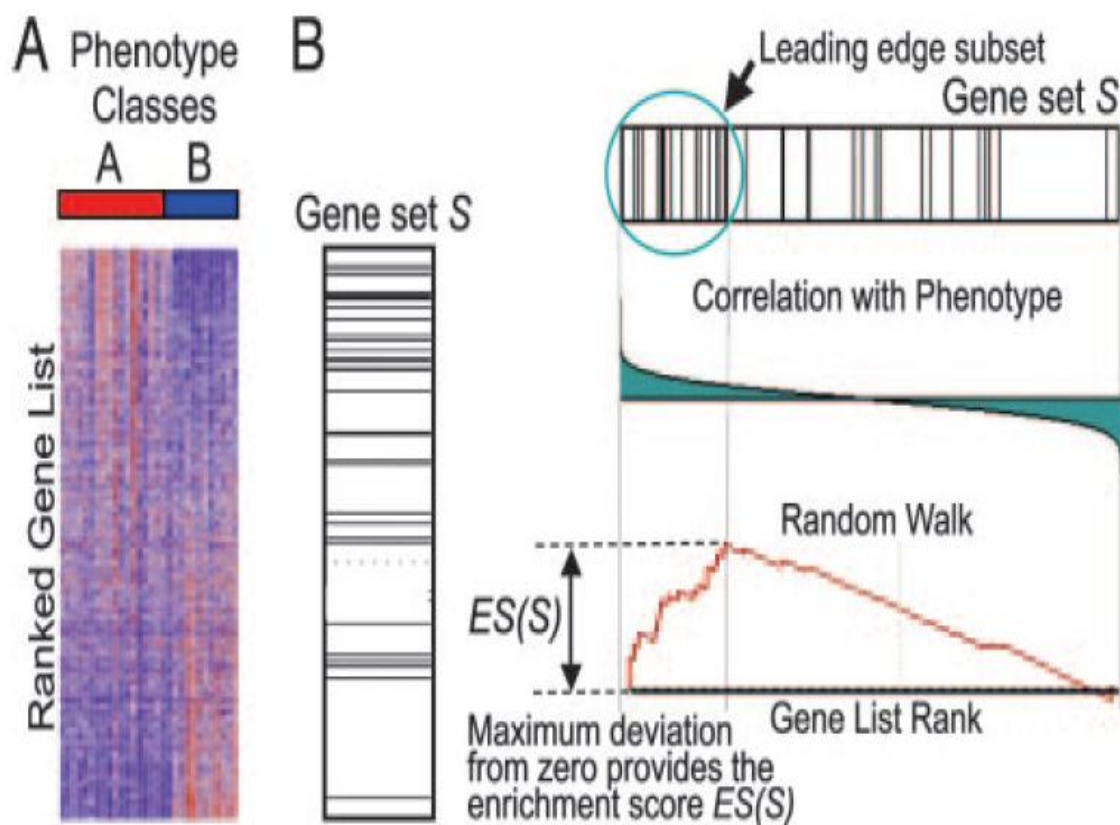 A
Phenotype
Classes
A B
Ranked Gene List
B
Gene set S
Leading edge subset
Gene set S
Correlation with Phenotype
Random Walk
ES(S)
Gene List Rank
Maximum deviation
from zero provides the
enrichment score ES(S)